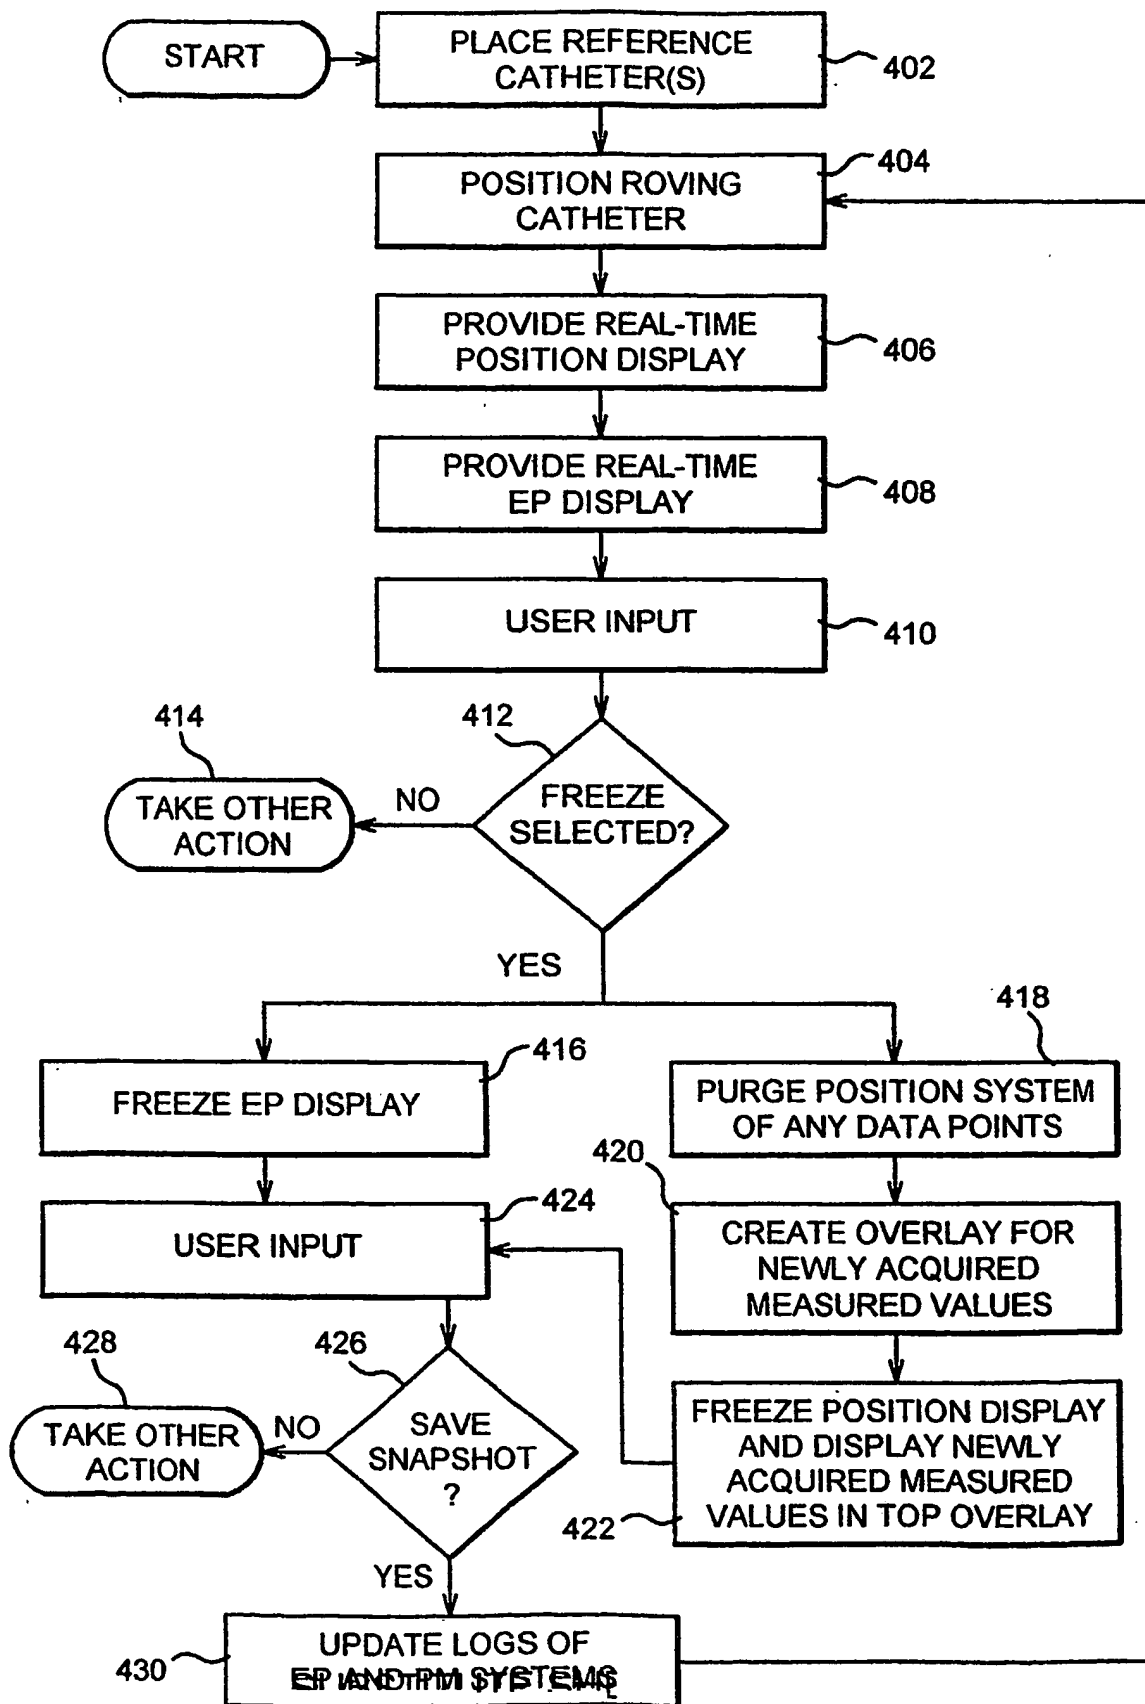 START
PLACE REFERENCE
CATHETER(S)
402
POSITION ROVING
CATHETER
404
PROVIDE REAL-TIME
POSITION DISPLAY
406
PROVIDE REAL-TIME
EP DISPLAY
408
USER INPUT
410
412
FREEZE
SELECTED?
NO
414
TAKE OTHER
ACTION
YES
416
FREEZE EP DISPLAY
418
PURGE POSITION SYSTEM
OF ANY DATA POINTS
420
CREATE OVERLAY FOR
NEWLY ACQUIRED
MEASURED VALUES
424
USER INPUT
FREEZE POSITION DISPLAY
AND DISPLAY NEWLY
ACQUIRED MEASURED
VALUES IN TOP OVERLAY
422
426
SAVE
SNAPSHOT
?
NO
428
TAKE OTHER
ACTION
YES
UPDATE LOGS OF
EP AND PM SYSTEMS
430